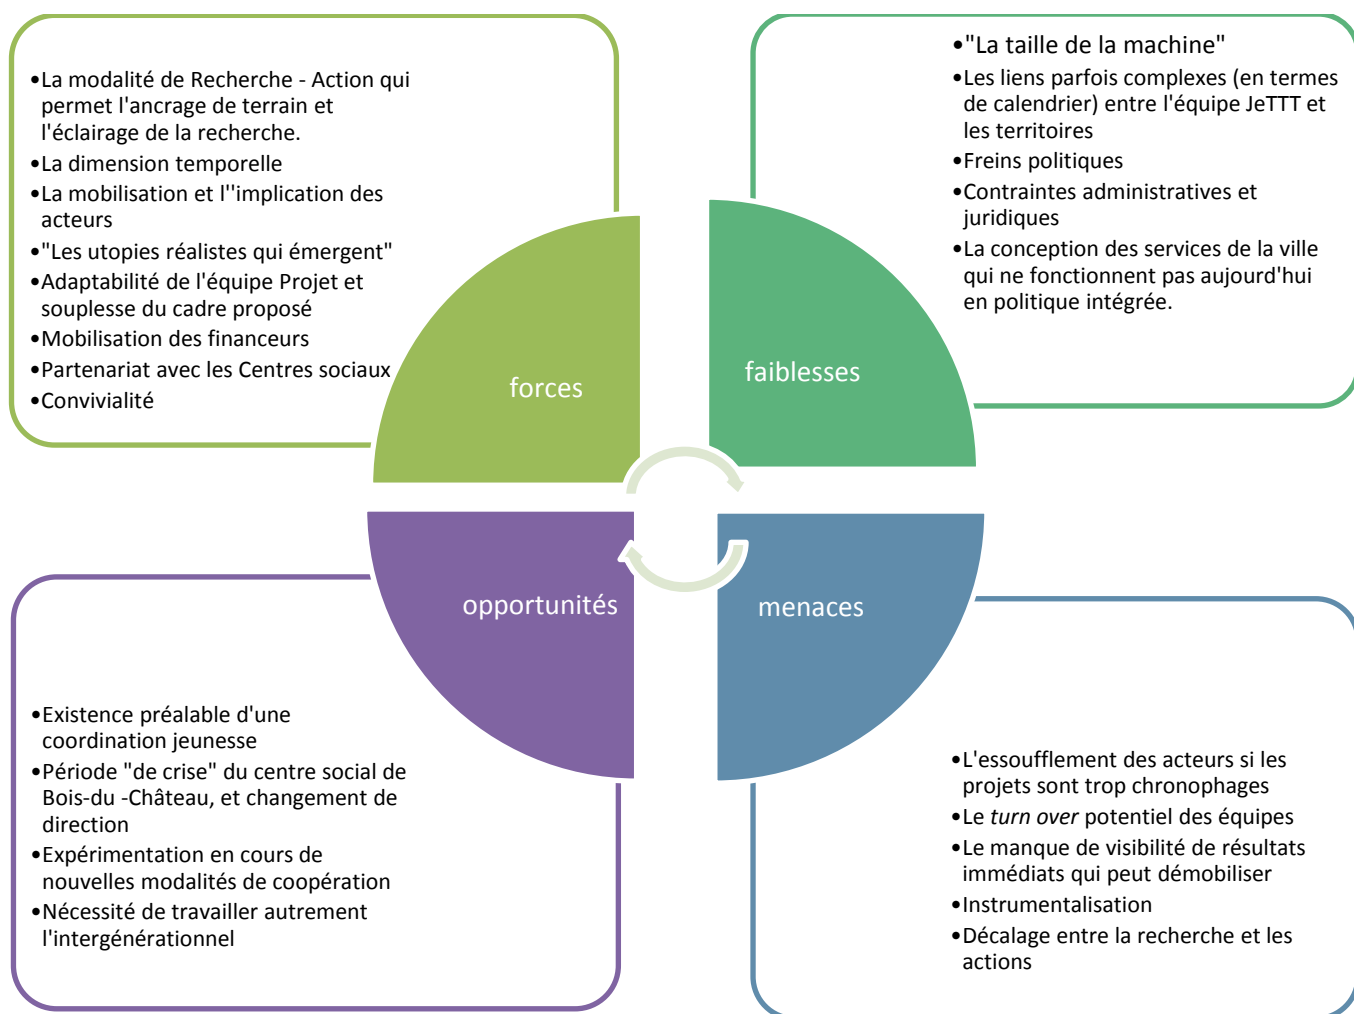 •La modalité de Recherche - Action qui
permet l'ancrage de terrain et
l'éclairage de la recherche.
•La dimension temporelle
•La mobilisation et l''implication des
acteurs
•"Les utopies réalistes qui émergent"
•Adaptabilité de l'équipe Projet et
souplesse du cadre proposé
•Mobilisation des financeurs
•Partenariat avec les Centres sociaux
•Convivialité
forces
•"La taille de la machine"
•Les liens parfois complexes (en termes
de calendrier) entre l'équipe JeTTT et
les territoires
•Freins politiques
•Contraintes administratives et
juridiques
•La conception des services de la ville
qui ne fonctionnent pas aujourd'hui
en politique intégrée.
faiblesses
opportunités
•Existence préalable d'une
coordination jeunesse
•Période "de crise" du centre social de
Bois-du -Château, et changement de
direction
•Expérimentation en cours de
nouvelles modalités de coopération
•Nécessité de travailler autrement
l'intergénérationnel
menaces
•L'essoufflement des acteurs si les
projets sont trop chronophages
•Le turn over potentiel des équipes
•Le manque de visibilité de résultats
immédiats qui peut démobiliser
•Instrumentalisation
•Décalage entre la recherche et les
actions